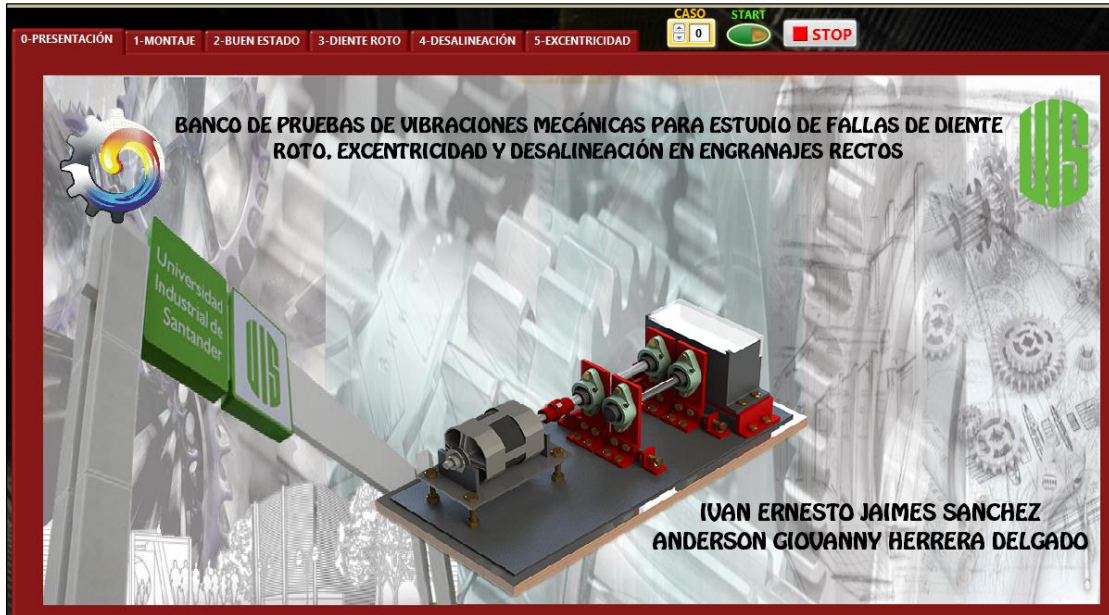 CASO
START
0-PRESENTACIÓN
1-MONTAJE
2-BUEN ESTADO
3-DIENTE ROTO
4-DESALINEACIÓN
5-EXCENTRICIDAD
0
STOP
BANCO DE PRUEBAS DE VIBRACIONES MECÁNICAS PARA ESTUDIO DE FALLAS DE DIENTE
ROTO, EXCENTRICIDAD Y DESALINEACIÓN EN ENGRANAJES RECTOS
UIS
Universidad
Industrial de
Santander
UIS
IVAN ERNESTO JAIMES SANCHEZ
ANDERSON GIOVANNY HERRERA DELGADO